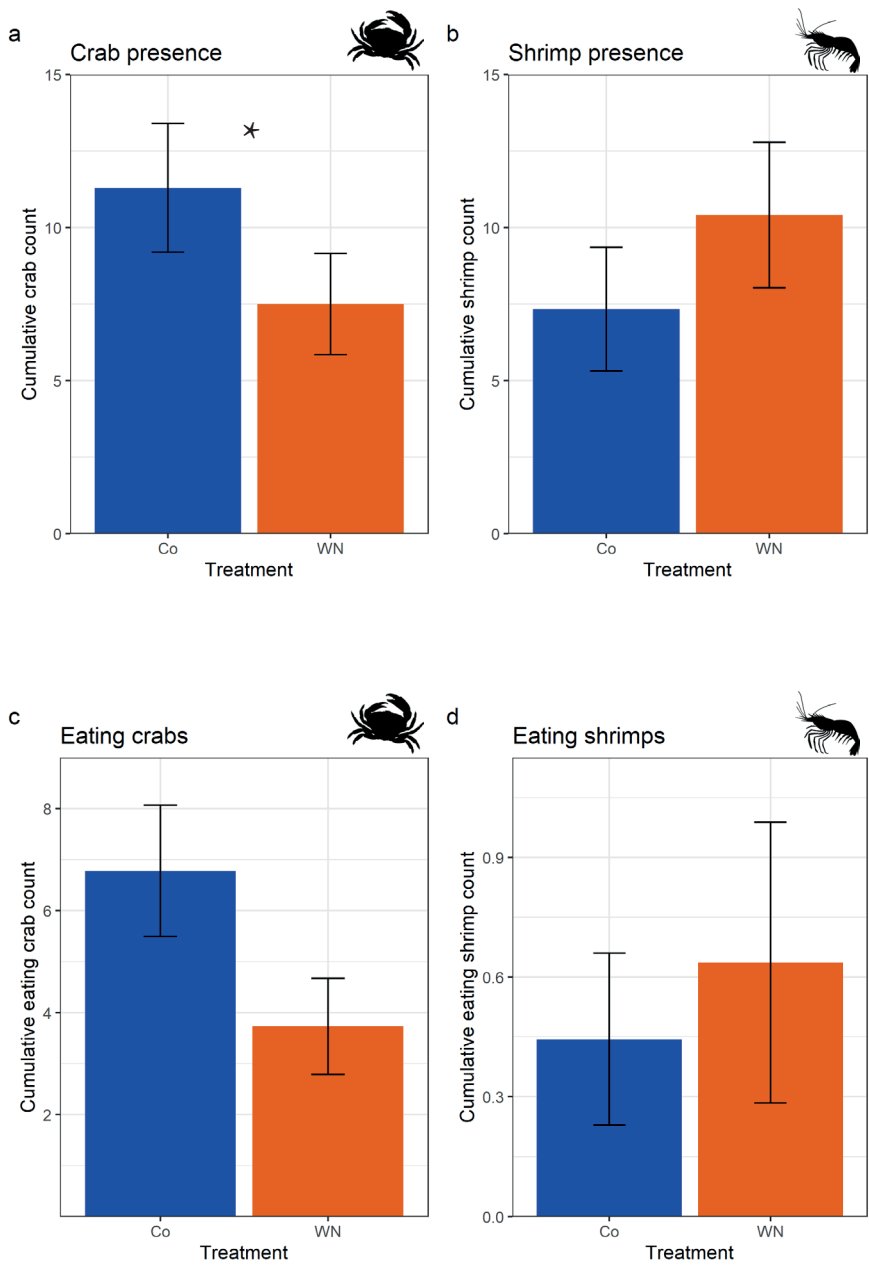 a
Crab presence
15
10
5
0
Cumulative crab count
*
Co WN
Treatment
b
Shrimp presence
15
10
5
0
Cumulative shrimp count
Co WN
Treatment
c
Eating crabs
8
6
4
2
Cumulative eating crab count
Co WN
Treatment
d
Eating shrimps
0.9
0.6
0.3
0.0
Cumulative eating shrimp count
Co WN
Treatment